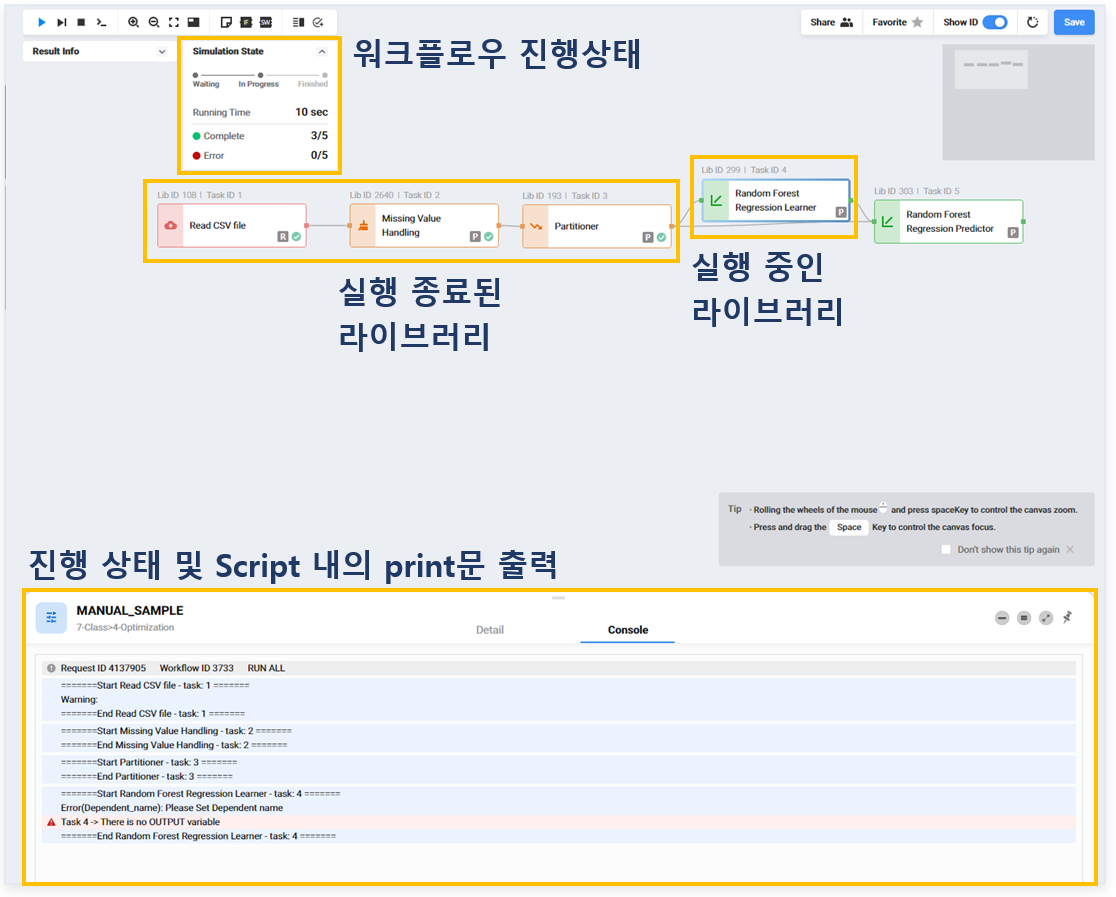 IF
SW
Share
Favorite
Show ID
Save
Result Info
Simulation State
워크플로우 진행상태
Waiting
In Progress
Finished
Running Time
10 sec
Complete
3/5
Error
0/5
Lib ID 108 | Task ID 1
Read CSV file
R
Lib ID 2640 | Task ID 2
Missing Value
Handling
P
Lib ID 193 | Task ID 3
Partitioner
P
Lib ID 299 | Task ID 4
Random Forest
Regression Learner
P
Lib ID 303 | Task ID 5
Random Forest
Regression Predictor
P
실행 종료된
라이브러리
실행 중인
라이브러리
Tip
· Rolling the wheels of the mouse and press spaceKey to control the canvas zoom.
· Press and drag the Space Key to control the canvas focus.
Don't show this tip again
진행 상태 및 Script 내의 print문 출력
MANUAL_SAMPLE
7-Class>4-Optimization
Detail
Console
Request ID 4137905 Workflow ID 3733 RUN ALL
=======Start Read CSV file - task: 1 =======
Warning:
=======End Read CSV file - task: 1 =======
=======Start Missing Value Handling - task: 2 =======
=======End Missing Value Handling - task: 2 =======
=======Start Partitioner - task: 3 =======
=======End Partitioner - task: 3 =======
=======Start Random Forest Regression Learner - task: 4 =======
Error(Dependent_name): Please Set Dependent name
Task 4 -> There is no OUTPUT variable
=======End Random Forest Regression Learner - task: 4 =======